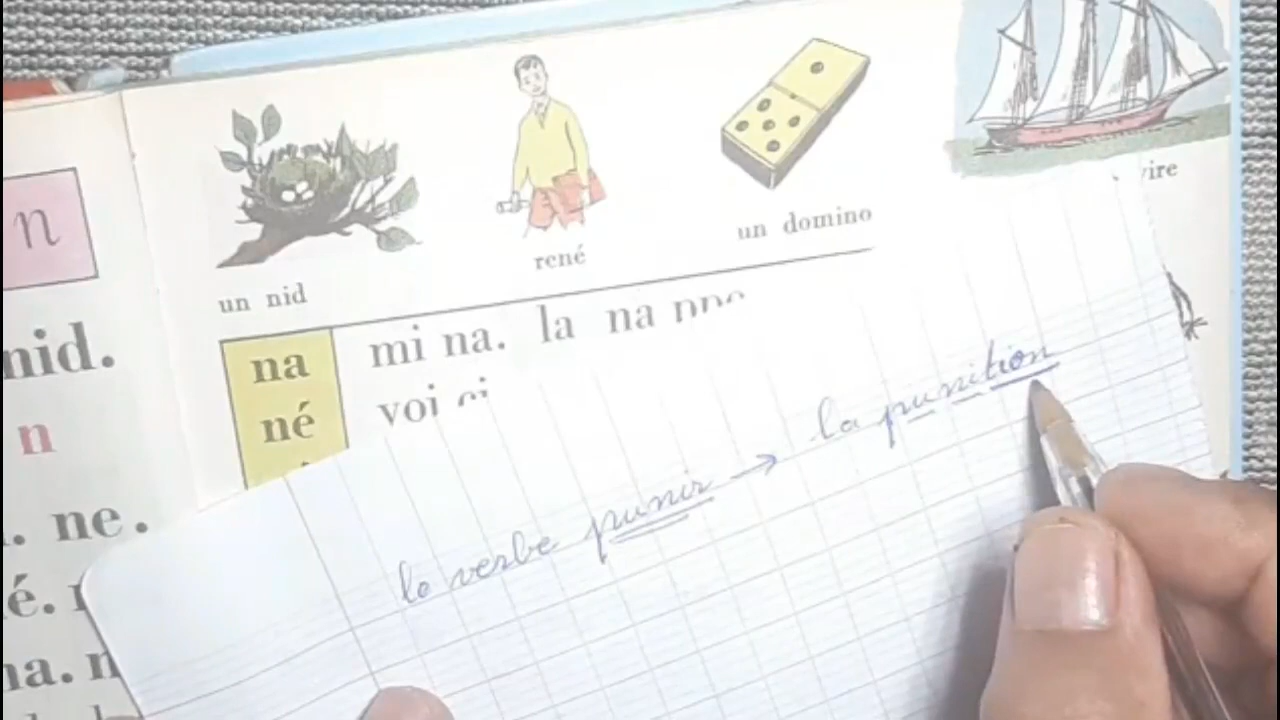 un nid
rené
un domino
n
nid.
n
ne.
é.
na. n
na
né
mi na. la na
voi ci
le verbe punir → la punition